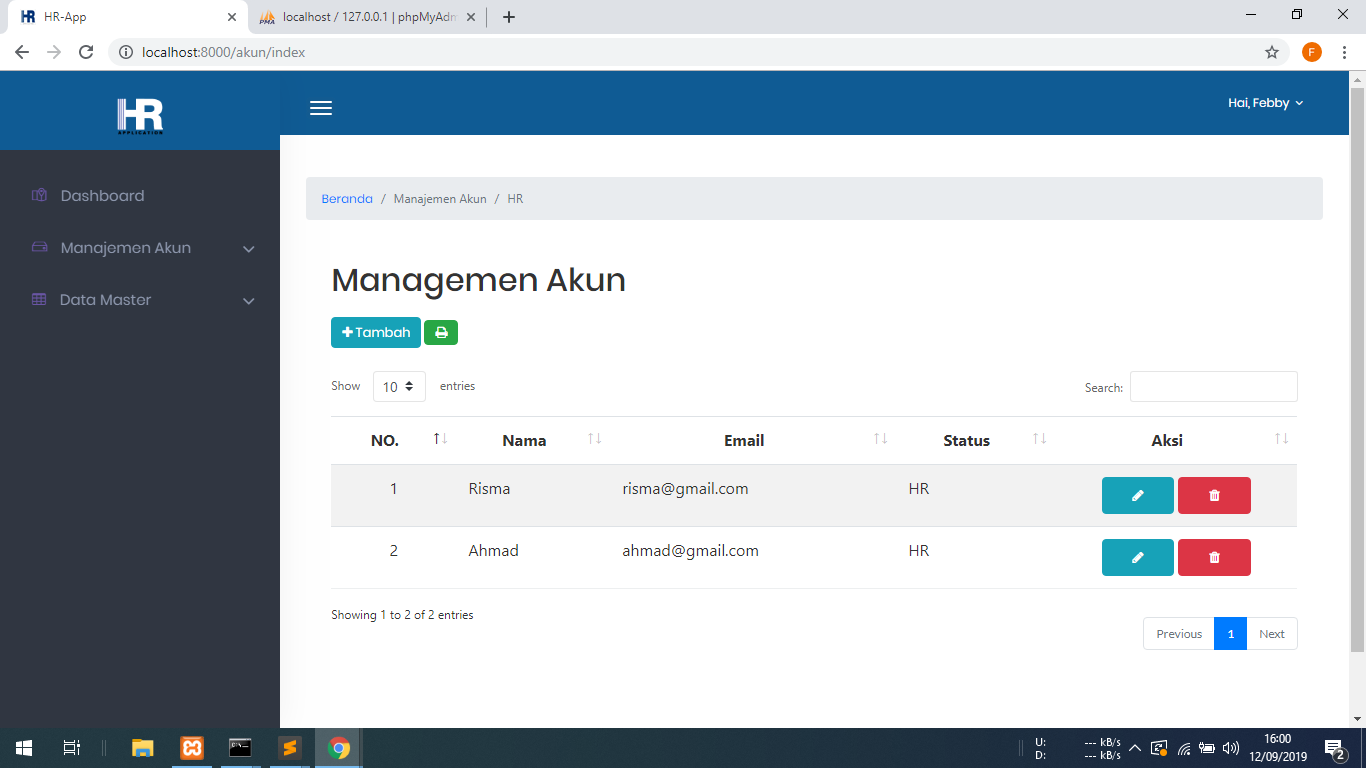 HR-App
localhost / 127.0.0.1 | phpMyAdm
localhost:8000/akun/index
F
HR
APPLICATION
Hai, Febby
Dashboard
Manajemen Akun
Data Master
Beranda / Manajemen Akun / HR
Managemen Akun
Tambah
Show 10 entries
Search:
NO. Nama Email Status Aksi
1 Risma risma@gmail.com HR
2 Ahmad ahmad@gmail.com HR
Showing 1 to 2 of 2 entries
Previous 1 Next
U: --- kB/s
D: --- kB/s
16:00
12/09/2019
2